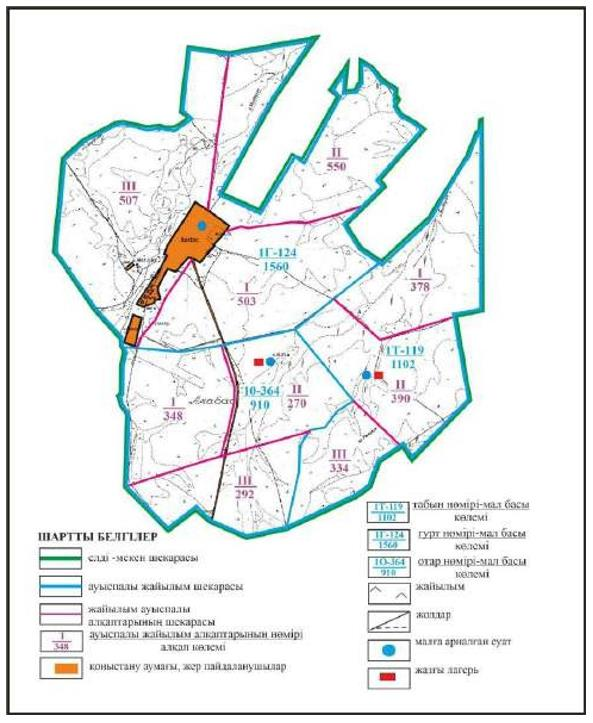 II
550
III
507
1Г-124
1560
I
503
I
378
1Т-119
1102
II
390
10-364
910
II
270
I
348
Акабас
III
334
III
292
ШАРТТЫ БЕЛГІЛЕР
елді -мекен шекарасы
ауыспалы жайылым шекарасы
жайылым ауыспалы
алқаптарының шекарасы
I
348
ауыспалы жайылым алқаптарының нөмірі
алқап көлемі
қоныстану аумағы, жер пайдаланушылар
1Т-119
1102
табын нөмірі-мал басы
көлемі
1Г-124
1560
гурт нөмірі-мал басы
көлемі
1О-364
910
отар нөмірі-мал басы
көлемі
жайылым
жолдар
малға арналған суат
жазғы лагерь